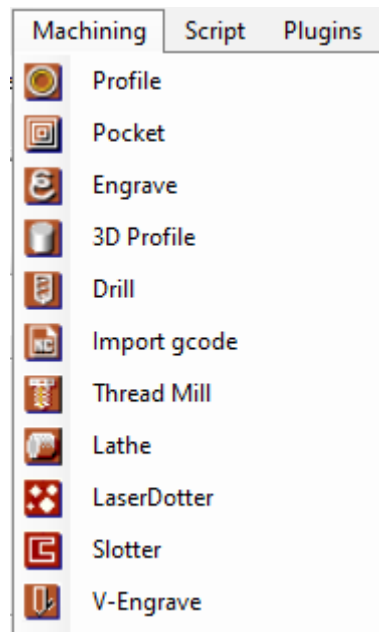 Machining Script Plugins
Profile
Pocket
Engrave
3D Profile
Drill
Import gcode
Thread Mill
Lathe
LaserDotter
Slotter
V-Engrave